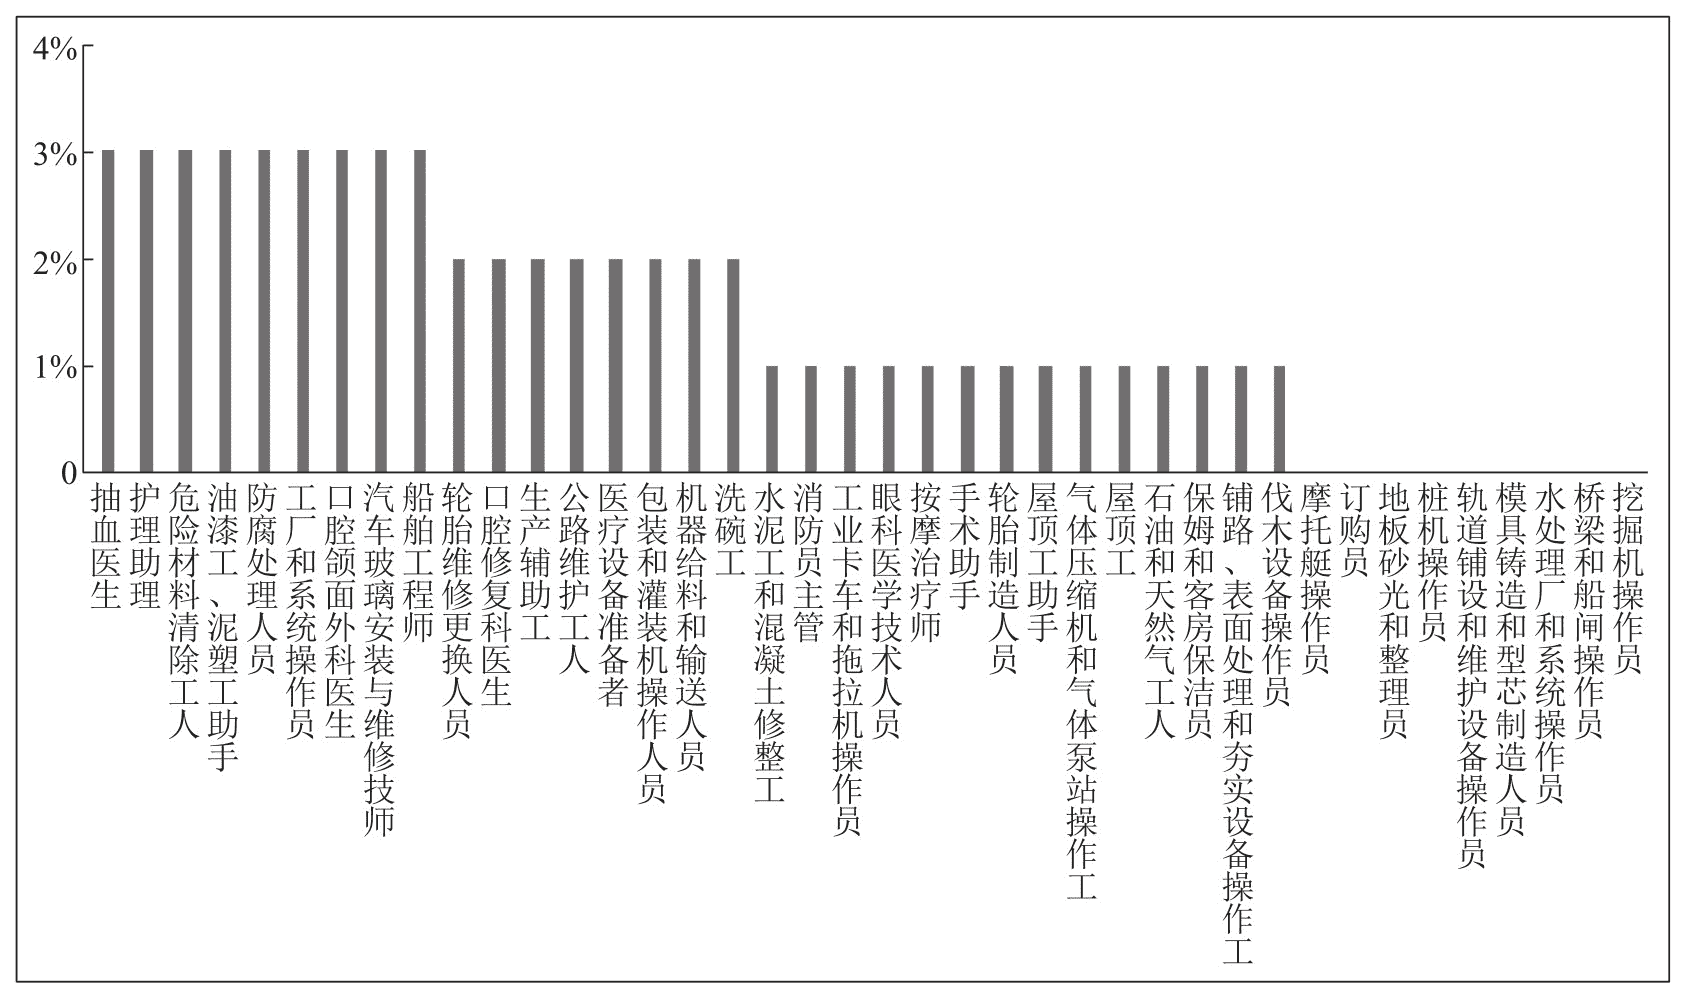 4%
3%
2%
1%
0
抽血医生
护理助理
危险材料清除工人
油漆工、泥塑工助手
防腐处理人员
工厂和系统操作员
口腔颌面外科医生
汽车玻璃安装与维修技师
船舶工程师
轮胎维修更换人员
口腔修复科医生
生产辅助工
公路维护工人
医疗设备准备者
包装和灌装机操作人员
机器给料和输送人员
洗碗工
水泥工和混凝土修整工
消防员主管
工业卡车和拖拉机操作员
眼科医学技术人员
按摩治疗师
手术助手
轮胎制造人员
屋顶工助手
气体压缩机和气体泵站操作工
屋顶工
石油和天然气工人
保姆和客房保洁员
铺路、表面处理和夯实设备操作工
伐木设备操作员
摩托艇操作员
订购员
地板砂光和整理员
桩机操作员
轨道铺设和维护设备操作员
模具铸造和型芯制造人员
水处理厂和系统操作员
桥梁和船闸操作员
挖掘机操作员